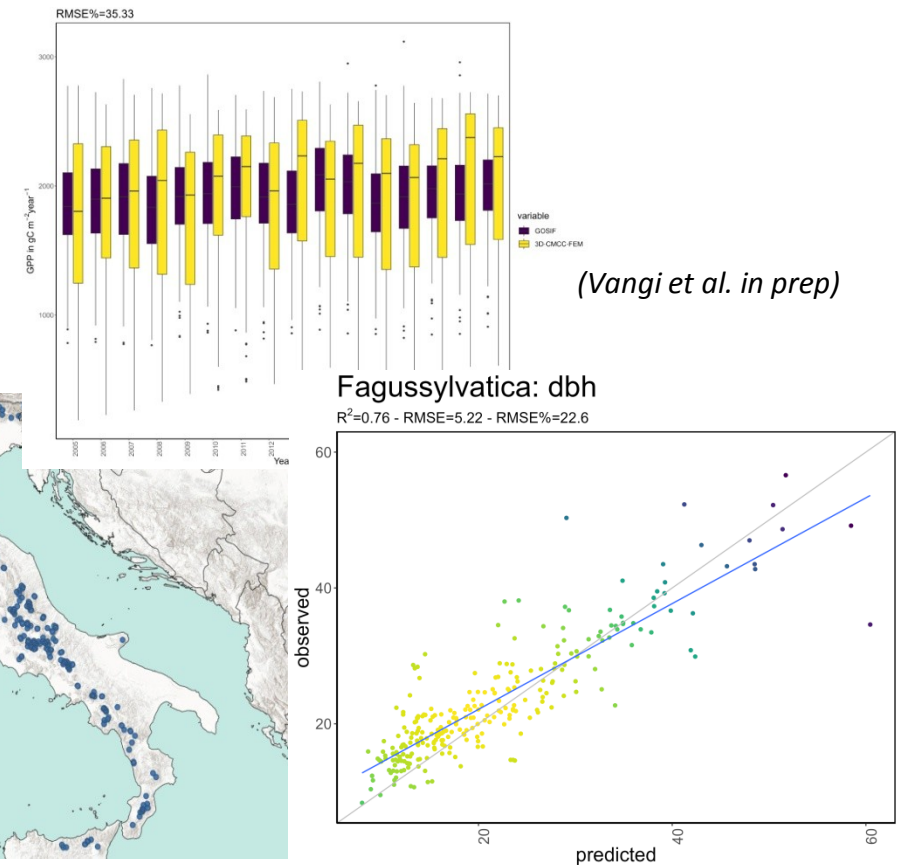 RMSE%=35.33
3000
2000
1000
GPP in gC m⁻²year⁻¹
2005
2006
2007
2008
2009
2010
2011
2012
Yea
variable
GOSIF
3D-CMCC-FEM
(Vangi et al. in prep)
Fagussylvatica: dbh
R²=0.76 - RMSE=5.22 - RMSE%=22.6
60
40
20
observed
20
40
60
predicted